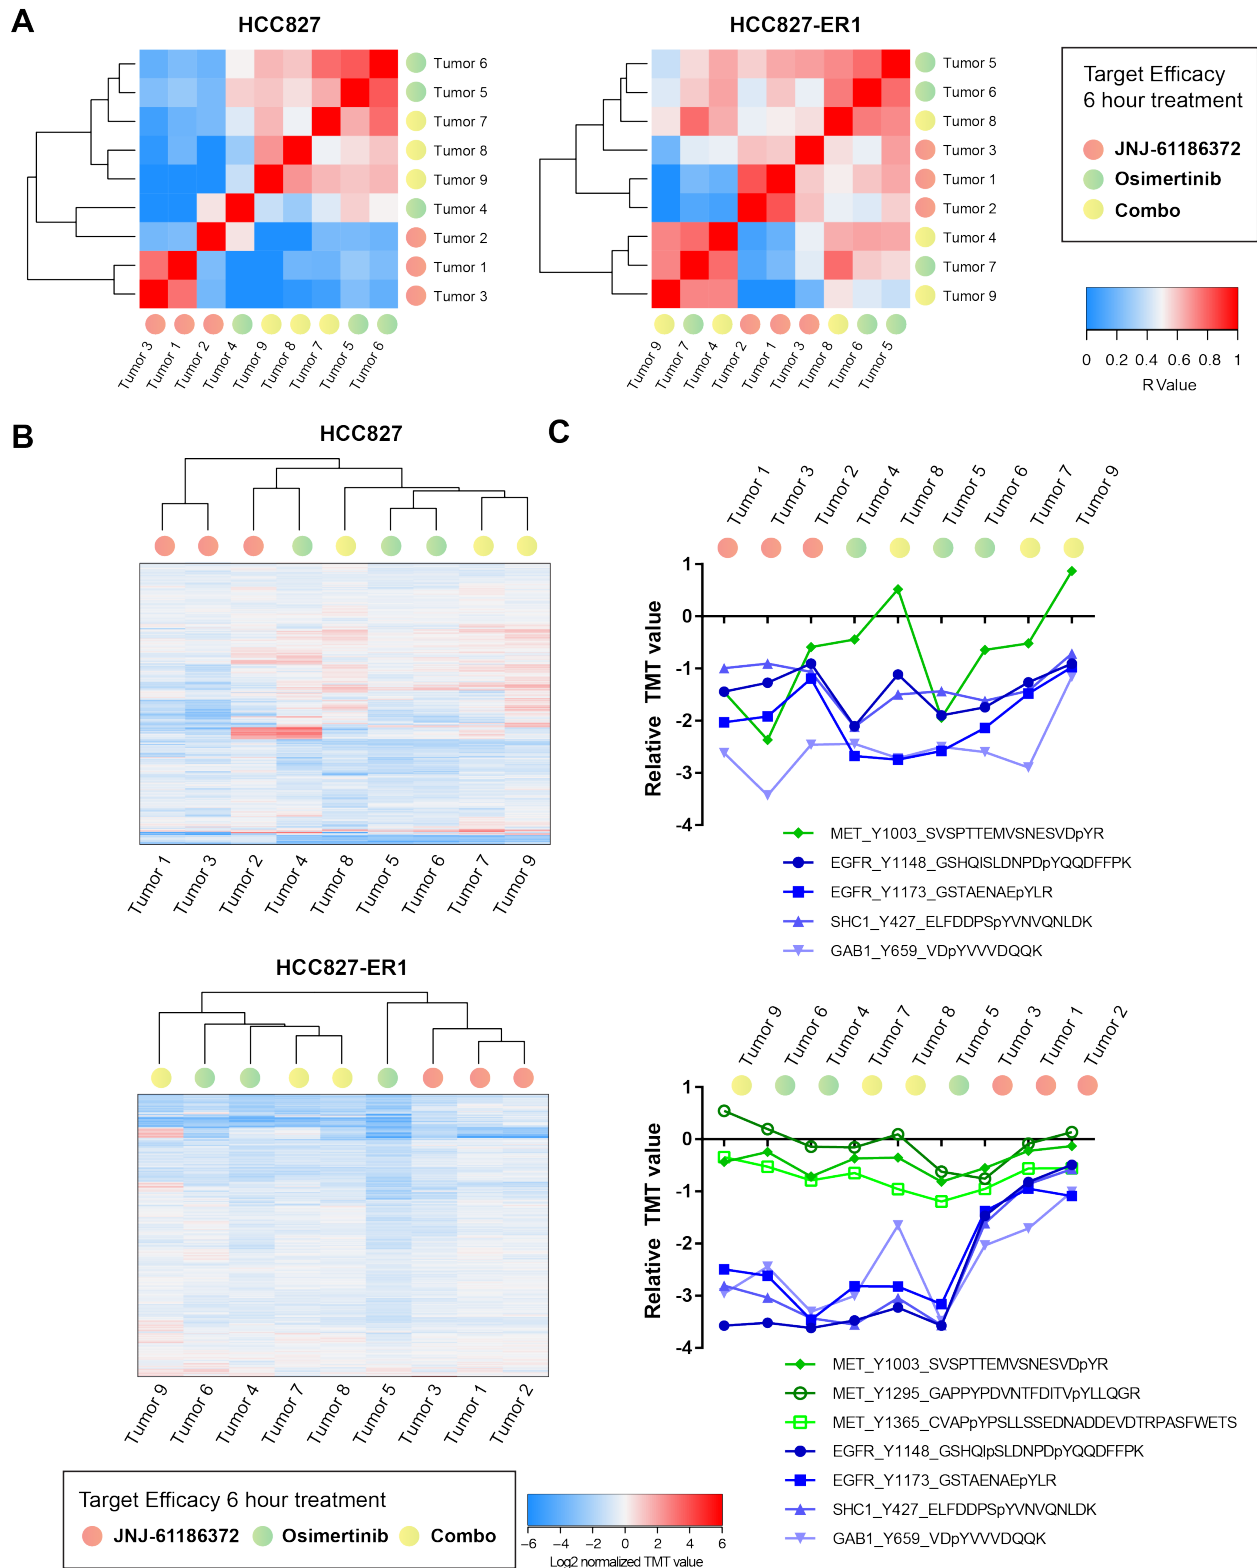 A
HCC827
HCC827-ER1
Tumor 6
Tumor 5
Tumor 7
Tumor 8
Tumor 9
Tumor 4
Tumor 2
Tumor 1
Tumor 3
Tumor 3
Tumor 1
Tumor 2
Tumor 4
Tumor 9
Tumor 8
Tumor 7
Tumor 5
Tumor 6
Tumor 5
Tumor 6
Tumor 8
Tumor 3
Tumor 1
Tumor 2
Tumor 4
Tumor 7
Tumor 9
Tumor 9
Tumor 7
Tumor 4
Tumor 2
Tumor 1
Tumor 3
Tumor 8
Tumor 6
Tumor 5
Target Efficacy
6 hour treatment
JNJ-61186372
Osimertinib
Combo
0 0.2 0.4 0.6 0.8 1
R Value
B
HCC827
Tumor 1
Tumor 3
Tumor 2
Tumor 4
Tumor 8
Tumor 5
Tumor 6
Tumor 7
Tumor 9
C
Tumor 1
Tumor 3
Tumor 2
Tumor 4
Tumor 8
Tumor 5
Tumor 6
Tumor 7
Tumor 9
Relative TMT value
1
0
-1
-2
-3
-4
MET_Y1003_SVSPTTEMVSNESVDpYR
EGFR_Y1148_GSHQISLDNPDpYQQDFFPK
EGFR_Y1173_GSTAENAEpYLR
SHC1_Y427_ELFDDPSpYVNVQNLDK
GAB1_Y659_VDpYVVVDQQK
HCC827-ER1
Tumor 9
Tumor 6
Tumor 4
Tumor 7
Tumor 8
Tumor 5
Tumor 3
Tumor 1
Tumor 2
Tumor 9
Tumor 6
Tumor 4
Tumor 7
Tumor 8
Tumor 5
Tumor 3
Tumor 1
Tumor 2
Relative TMT value
1
0
-1
-2
-3
-4
MET_Y1003_SVSPTTEMVSNESVDpYR
MET_Y1295_GAPPYPDVNTFDITVpYLLQGR
MET_Y1365_CVAPpYPSLLSSEDNADDEVDTRPASFWETS
EGFR_Y1148_GSHQIpSLDNPDpYQQDFFPK
EGFR_Y1173_GSTAENAEpYLR
SHC1_Y427_ELFDDPSpYVNVQNLDK
GAB1_Y659_VDpYVVVDQQK
Target Efficacy 6 hour treatment
JNJ-61186372 Osimertinib Combo
−6 −4 −2 0 2 4 6
Log2 normalized TMT value